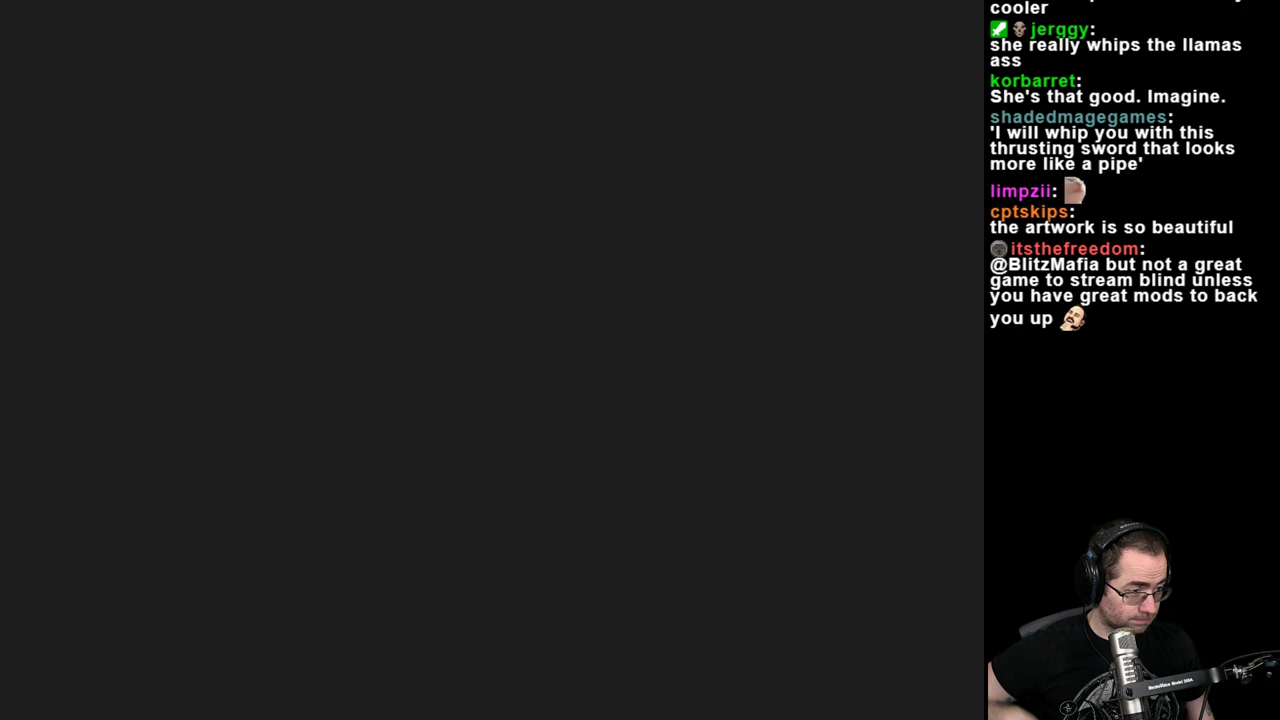 cooler
jerggy:
she really whips the llamas
ass
korbarret:
She's that good. Imagine.
shadedmagegames:
'I will whip you with this
thrusting sword that looks
more like a pipe'
limpzii:
cptskips:
the artwork is so beautiful
itsthefreedom:
@BlitzMafia but not a great
game to stream blind unless
you have great mods to back
you up